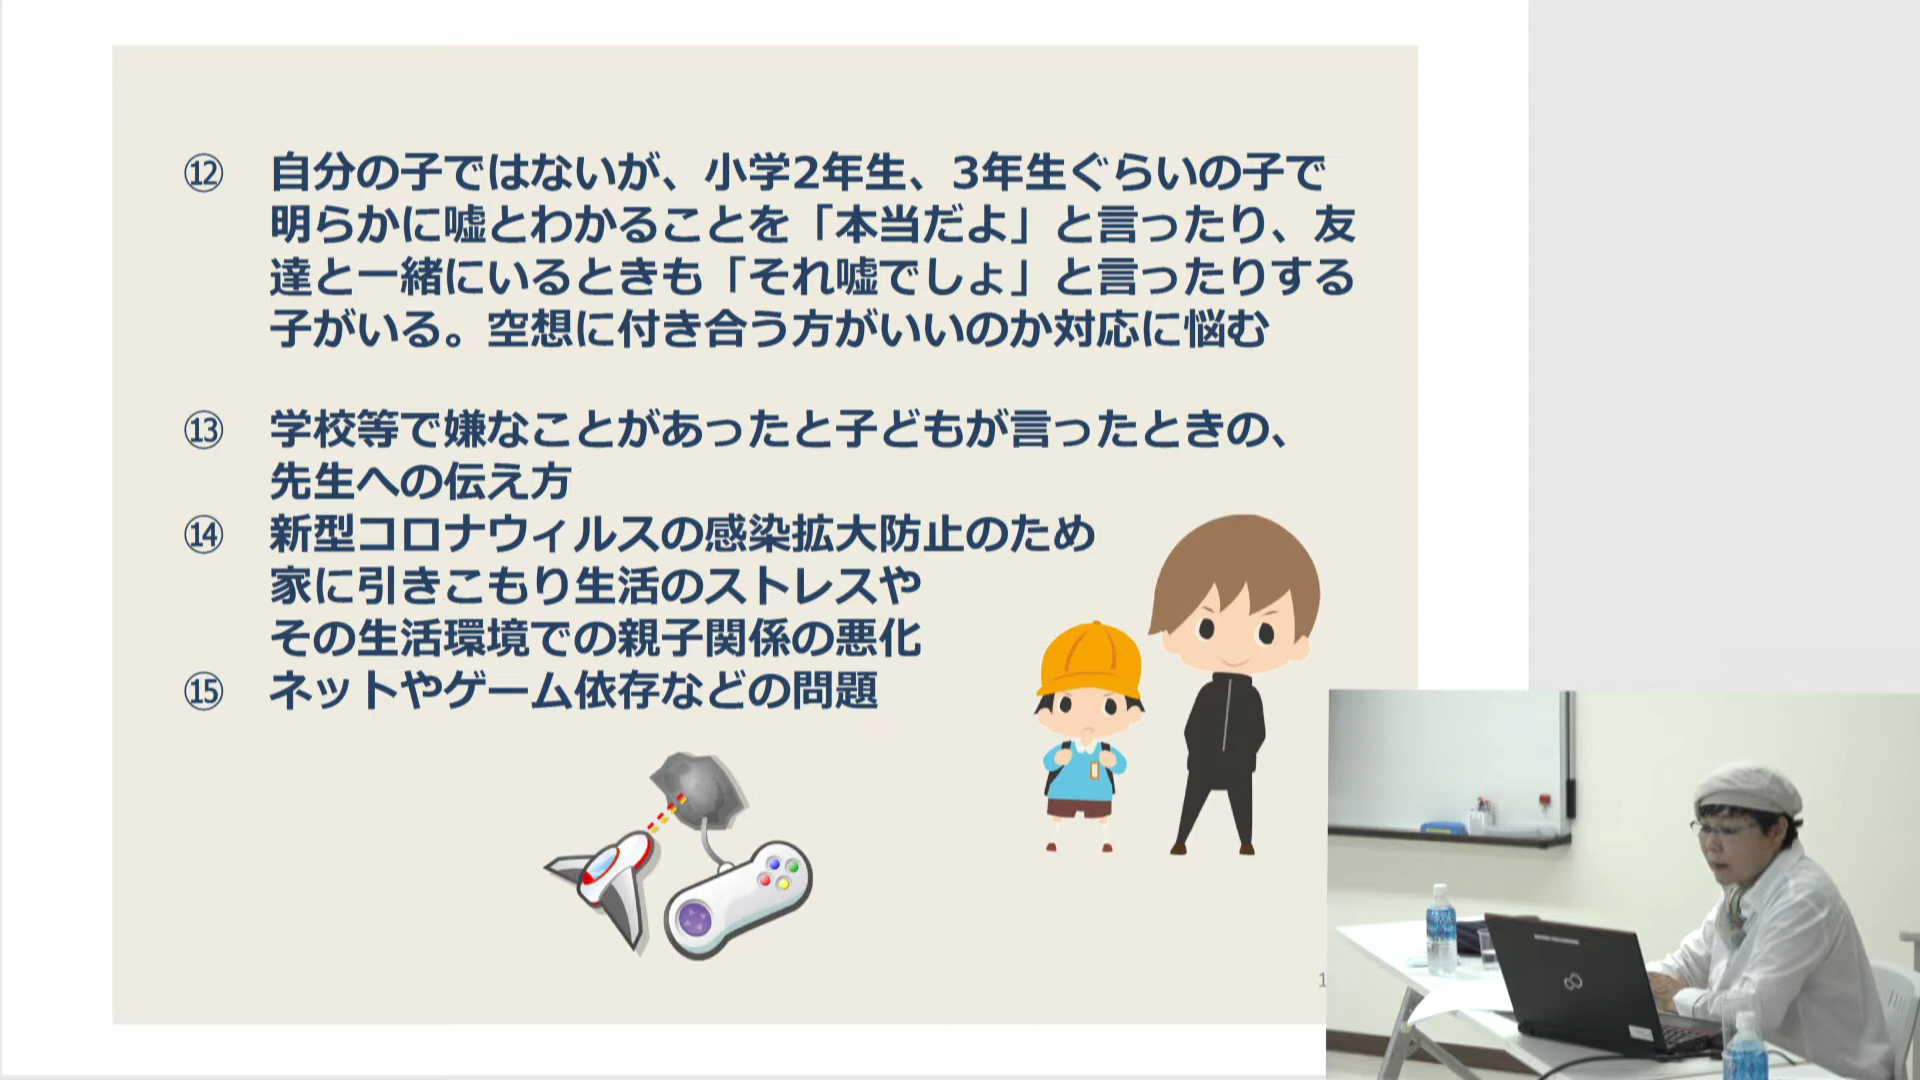 ⑫ 自分の子ではないが、小学2年生、3年生ぐらいの子で
明らかに嘘とわかることを「本当だよ」と言ったり、友
達と一緒にいるときも「それ嘘でしょ」と言ったりする
子がいる。空想に付き合う方がいいのか対応に悩む
⑬ 学校等で嫌なことがあったと子どもが言ったときの、
先生への伝え方
⑭ 新型コロナウィルスの感染拡大防止のため
家に引きこもり生活のストレスや
その生活環境での親子関係の悪化
⑮ ネットやゲーム依存などの問題